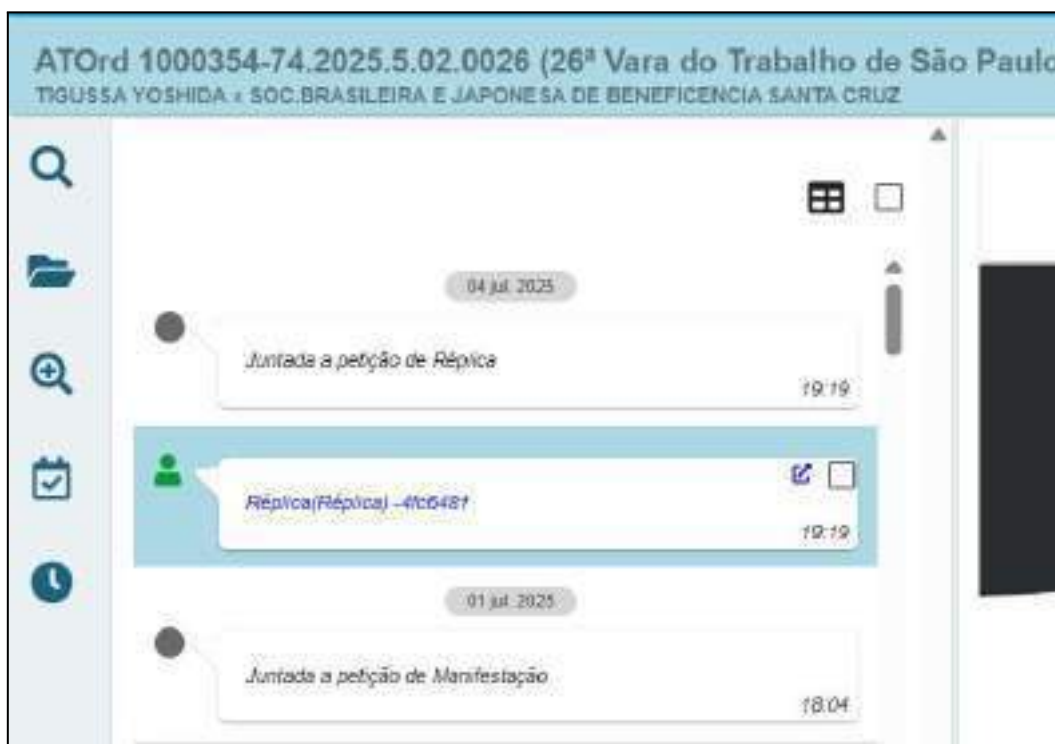 ATOrd 1000354-74.2025.5.02.0026 (26ª Vara do Trabalho de São Paulo
TIGUSSA YOSHIDA x SOC.BRASILEIRA E JAPONESA DE BENEFICENCIA SANTA CRUZ
04 jul. 2025
Juntada a petição de Réplica
19:19
Réplica(Réplica) -4fc6481
19:19
01 jul. 2025
Juntada a petição de Manifestação
18:04